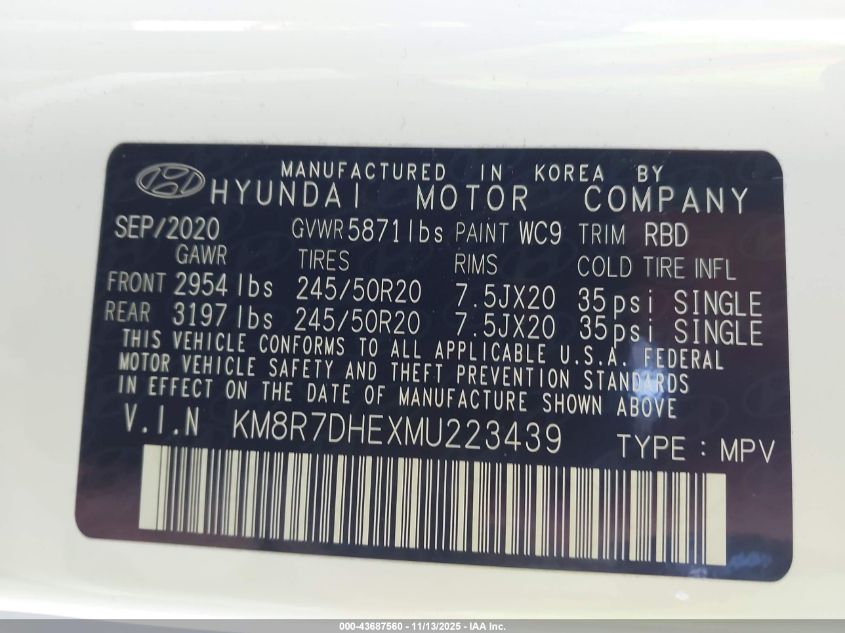 MANUFACTURED IN KOREA BY
HYUNDAI MOTOR COMPANY
SEP/2020 GVWR 5871 lbs PAINT WC9 TRIM RBD
GAWR TIRES RIMS COLD TIRE INFL
FRONT 2954 lbs 245/50R20 7.5JX20 35psi SINGLE
REAR 3197 lbs 245/50R20 7.5JX20 35psi SINGLE
THIS VEHICLE CONFORMS TO ALL APPLICABLE U.S.A. FEDERAL
MOTOR VEHICLE SAFETY AND THEFT PREVENTION STANDARDS
IN EFFECT ON THE DATE OF MANUFACTURE SHOWN ABOVE
V.I.N KM8R7DHEXMU223439 TYPE : MPV
000-43687560 - 11/13/2025 - IAA Inc.